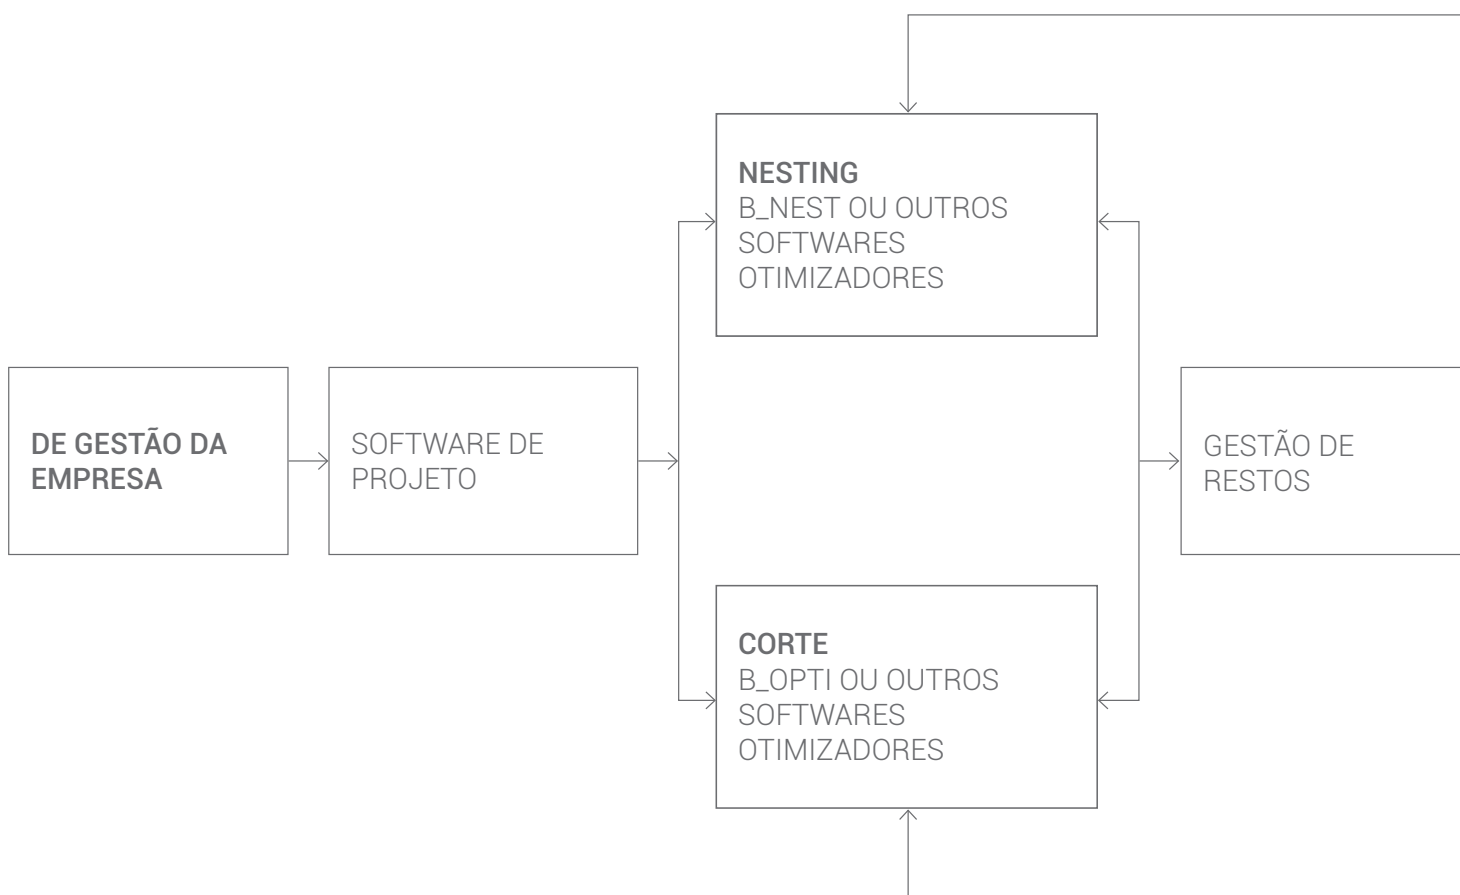 DE GESTÃO DA
EMPRESA
SOFTWARE DE
PROJETO
NESTING
B_NEST OU OUTROS
SOFTWARES
OTIMIZADORES
CORTE
B_OPTI OU OUTROS
SOFTWARES
OTIMIZADORES
GESTÃO DE
RESTOS